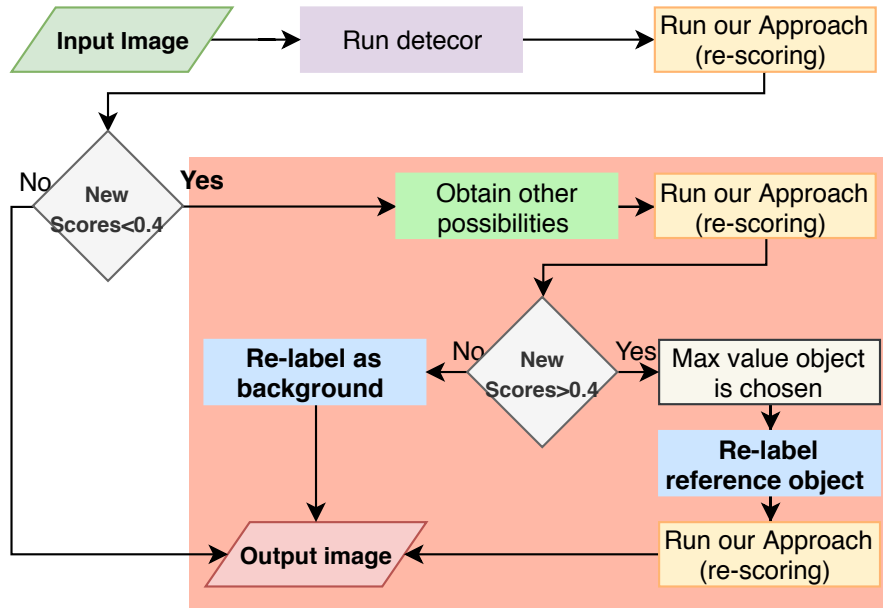 Input Image
Run detecor
Run our Approach
(re-scoring)
No
New
Scores<0.4
Yes
Obtain other
possibilities
Run our Approach
(re-scoring)
Re-label as
background
No
New
Scores>0.4
Yes
Max value object
is chosen
Re-label
reference object
Output image
Run our Approach
(re-scoring)